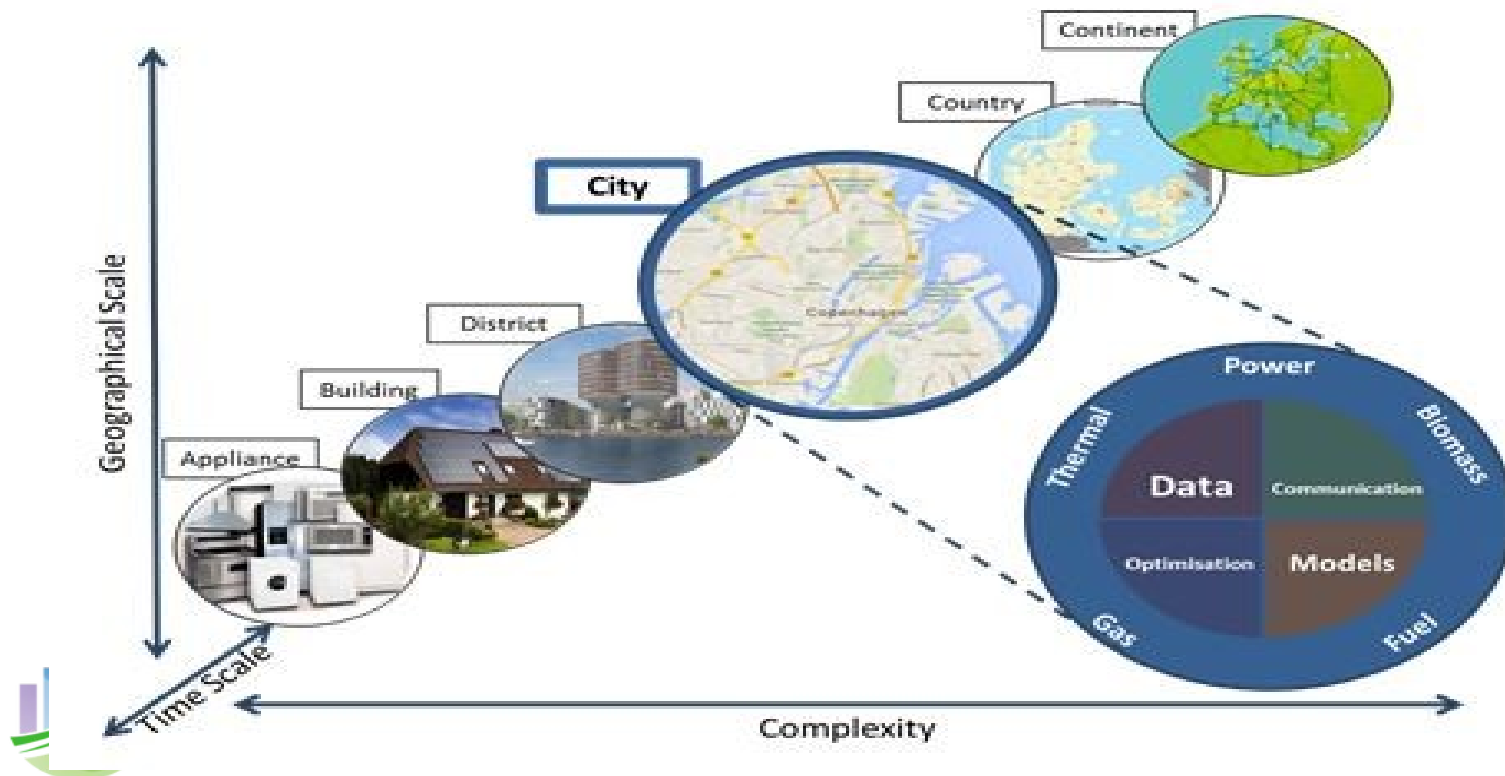 Continent
Country
City
District
Building
Appliance
Geographical Scale
Time Scale
Complexity
Copenhagen
Power
Thermal
Biomass
Data
Communication
Optimisation
Models
Gas
Fuel